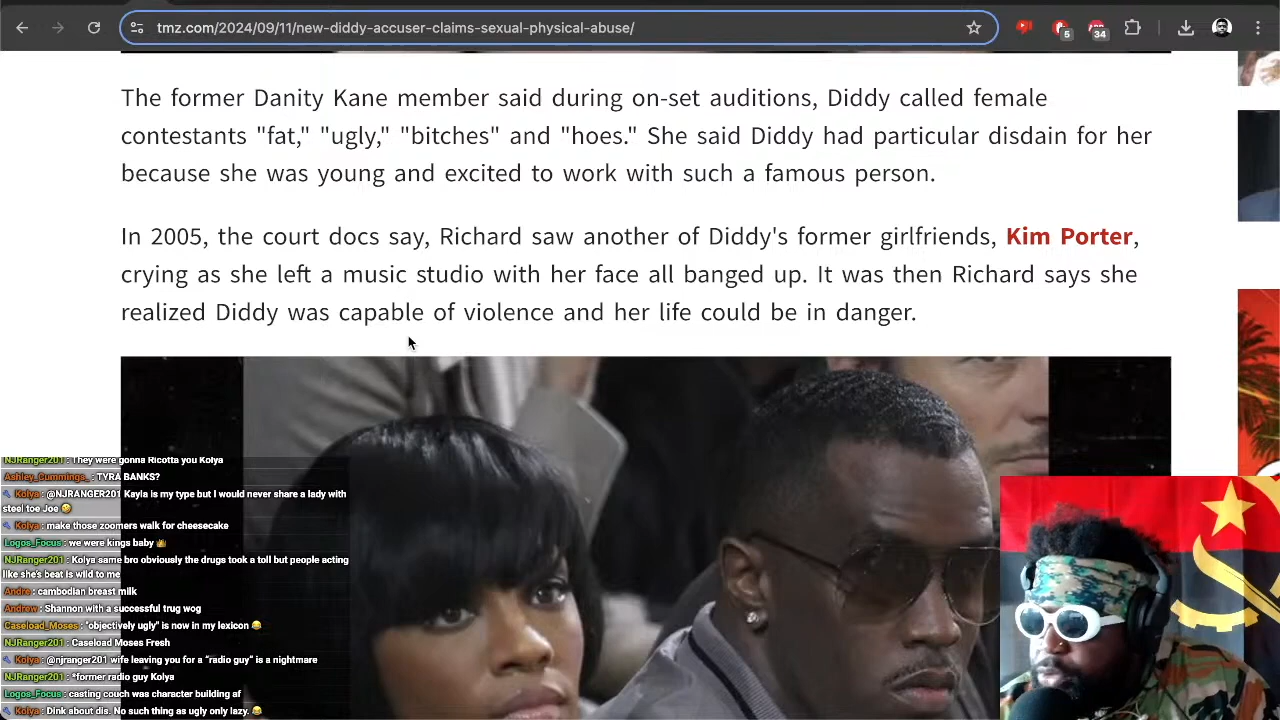 tmz.com/2024/09/11/new-diddy-accuser-claims-sexual-physical-abuse/
5
34
The former Danity Kane member said during on-set auditions, Diddy called female
contestants "fat," "ugly," "bitches" and "hoes." She said Diddy had particular disdain for her
because she was young and excited to work with such a famous person.
In 2005, the court docs say, Richard saw another of Diddy's former girlfriends, Kim Porter,
crying as she left a music studio with her face all banged up. It was then Richard says she
realized Diddy was capable of violence and her life could be in danger.
NJRanger201 : They were gonna Ricotta you Kolya
Ashley_Cummings_ : TYRA BANKS?
Kolya : @NJRANGER201 Kayla is my type but I would never share a lady with
steel toe Joe 🤣
Kolya : make those zoomers walk for cheesecake
Logos_Focus : we were kings baby 👑
NJRanger201 : Kolya same bro obviously the drugs took a toll but people acting
like she's beat is wild to me
Andre : cambodian breast milk
Andrew : Shannon with a successful trug wog
Caseload_Moses : "objectively ugly" is now in my lexicon 😂
NJRanger201 : Caseload Moses Fresh
Kolya : @njranger201 wife leaving you for a "radio guy" is a nightmare
NJRanger201 : *former radio guy Kolya
Logos_Focus : casting couch was character building af
Kolya : Dink about dis. No such thing as ugly only lazy. 😂